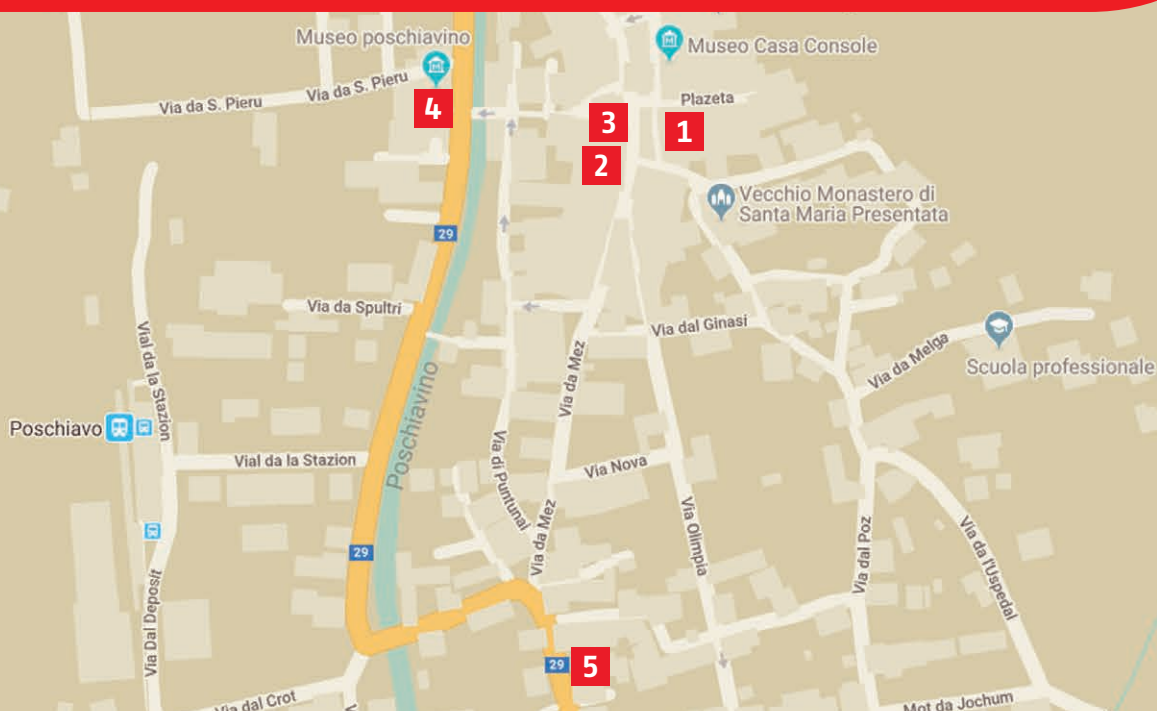 Museo poschiavino
Museo Casa Console
Via da S. Pieru
Via da S. Pieru
Plazeta
4
3
1
2
Vecchio Monastero di
Santa Maria Presentata
29
Via da Spultri
Via dal Ginasi
Vial da la Stazion
Via da Mez
Via da Melga
Scuola professionale
Poschiavo
Poschiavino
Vial da la Stazion
Via di Puntunai
Via Nova
Via da Mez
Via Olimpia
Via dal Poz
Via da l'Uspedal
29
Via Dal Deposit
29
5
Via dal Crot
Mot da Jochum